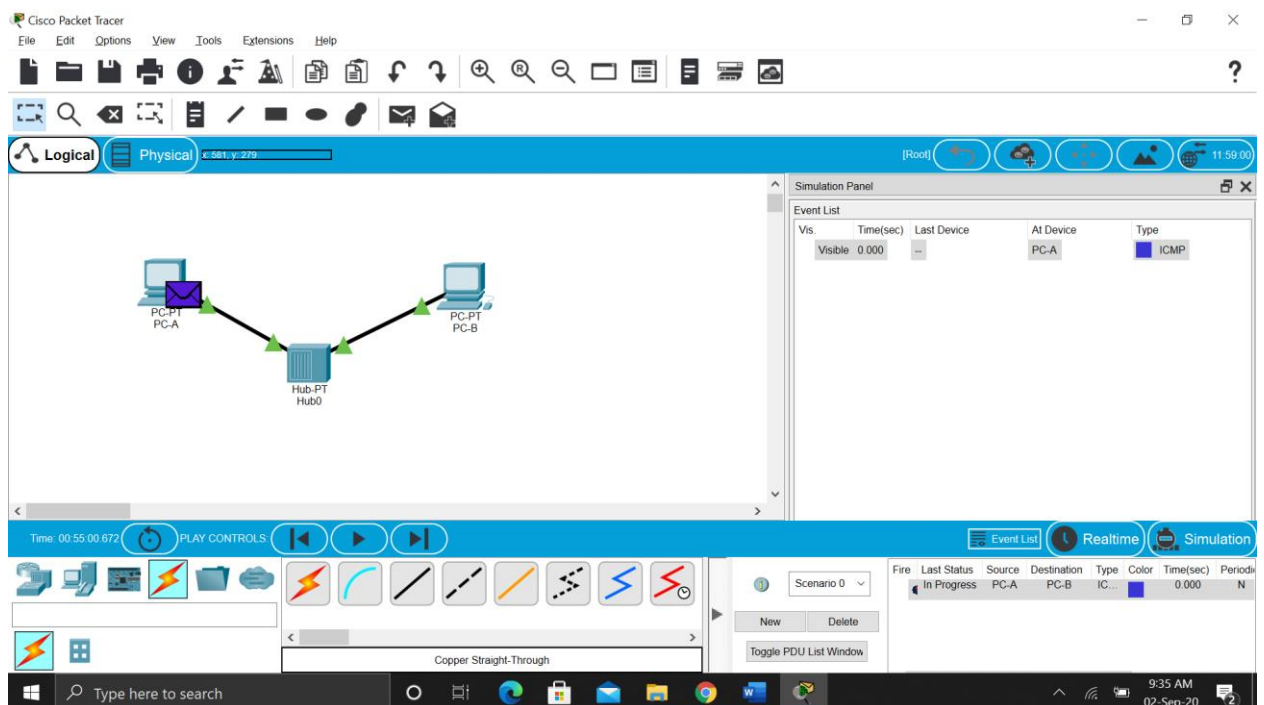 Cisco Packet Tracer
File Edit Options View Tools Extensions Help
Logical Physical x: 581, y: 279 [Root] 11:59:00
Simulation Panel
Event List
Vis. Time(sec) Last Device At Device Type
Visible 0.000 -- PC-A ICMP
PC-PT
PC-A
PC-PT
PC-B
Hub-PT
Hub0
Time: 00:55:00.672 PLAY CONTROLS: Event List Realtime Simulation
Fire Last Status Source Destination Type Color Time(sec) Periodi
In Progress PC-A PC-B IC... 0.000 N
Scenario 0
New Delete
Toggle PDU List Window
Copper Straight-Through
Type here to search
9:35 AM
02-Sep-20
2